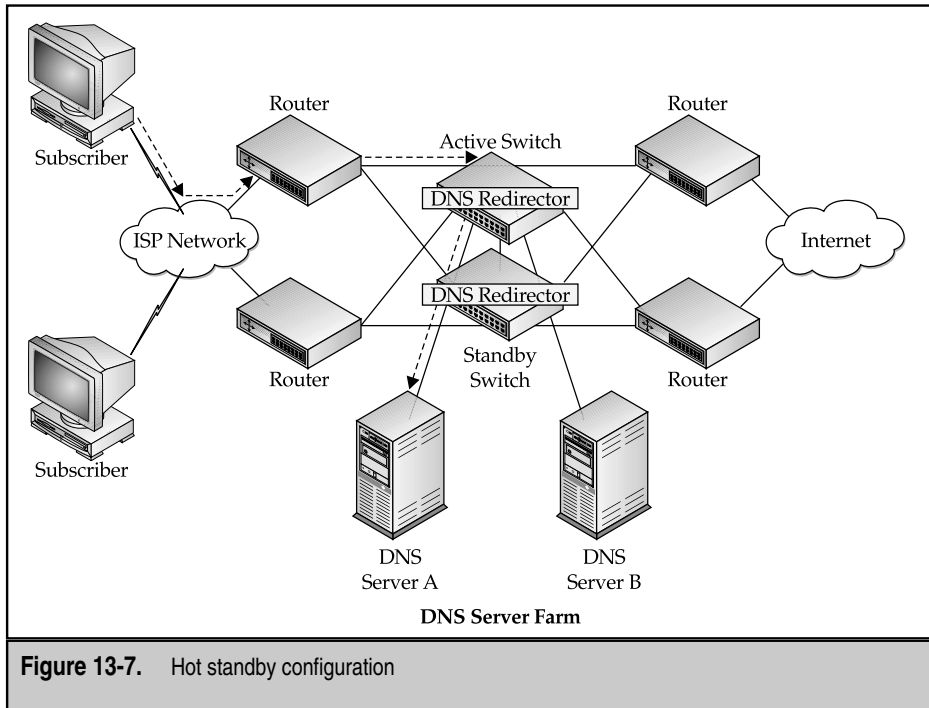 Subscriber
Router
Active Switch
Router
DNS Redirector
ISP Network
Internet
DNS Redirector
Router
Standby
Switch
Router
Subscriber
DNS
Server A
DNS
Server B
DNS Server Farm
Figure 13-7. Hot standby configuration